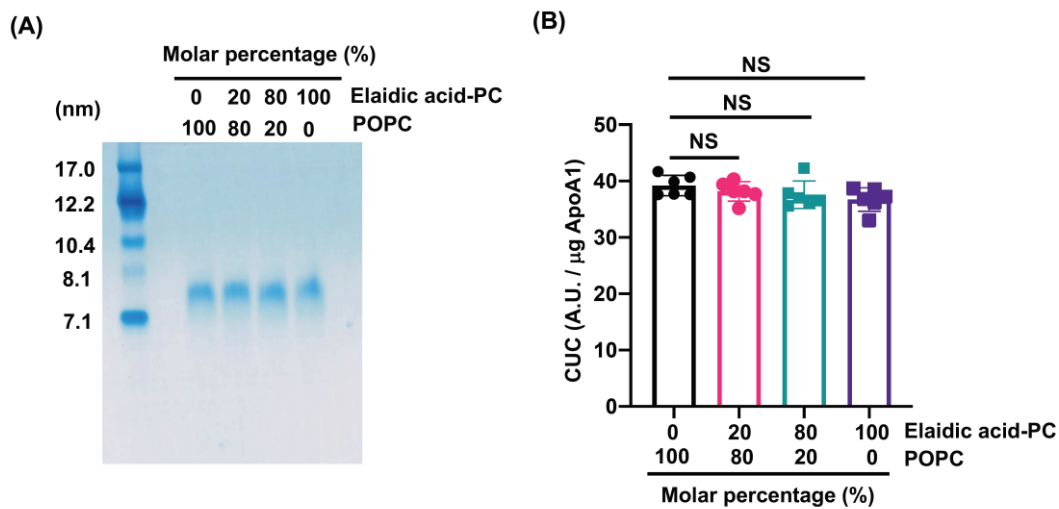 (A)
Molar percentage (%)
0 20 80 100 Elaidic acid-PC
100 80 20 0 POPC
(nm)
17.0
12.2
10.4
8.1
7.1
(B)
NS
NS
NS
50
40
30
20
10
0
CUC (A.U. / μg ApoA1)
0 20 80 100 Elaidic acid-PC
100 80 20 0 POPC
Molar percentage (%)